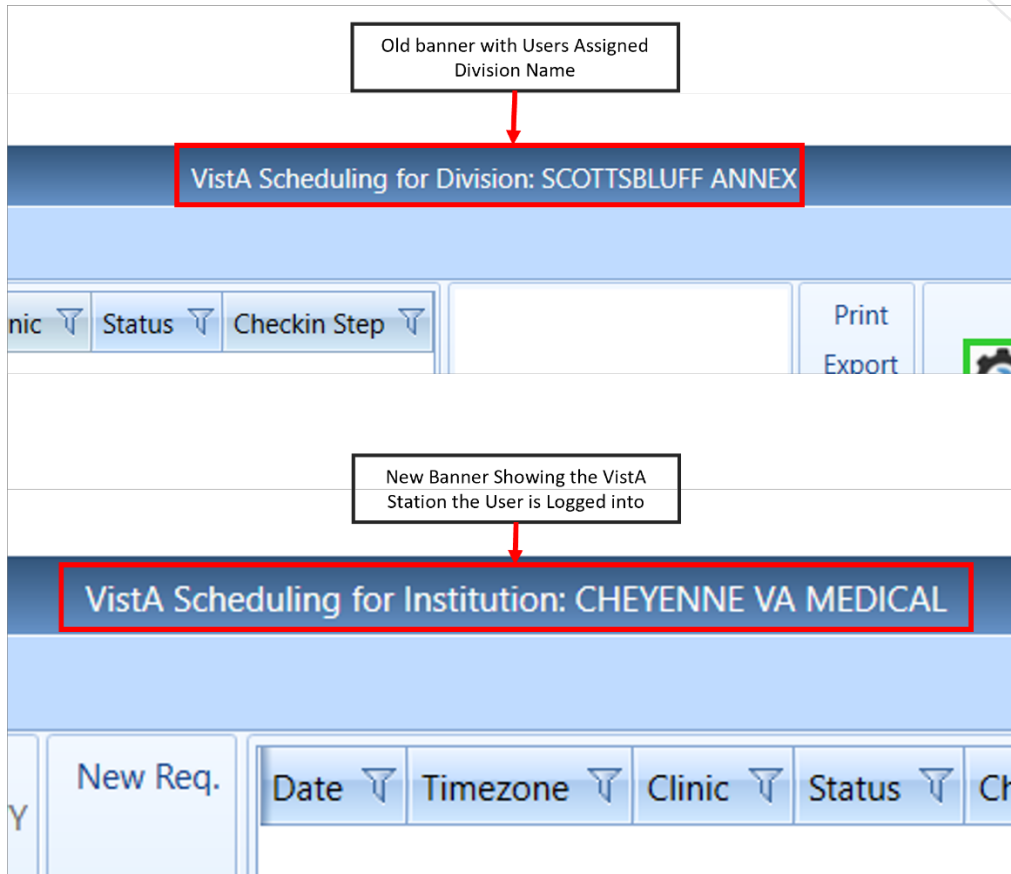 Old banner with Users Assigned
Division Name
VistA Scheduling for Division: SCOTTSBLUFF ANNEX
nic Status Checkin Step
Print
Export
New Banner Showing the VistA
Station the User is Logged into
VistA Scheduling for Institution: CHEYENNE VA MEDICAL
Y
New Req.
Date Timezone Clinic Status Ch